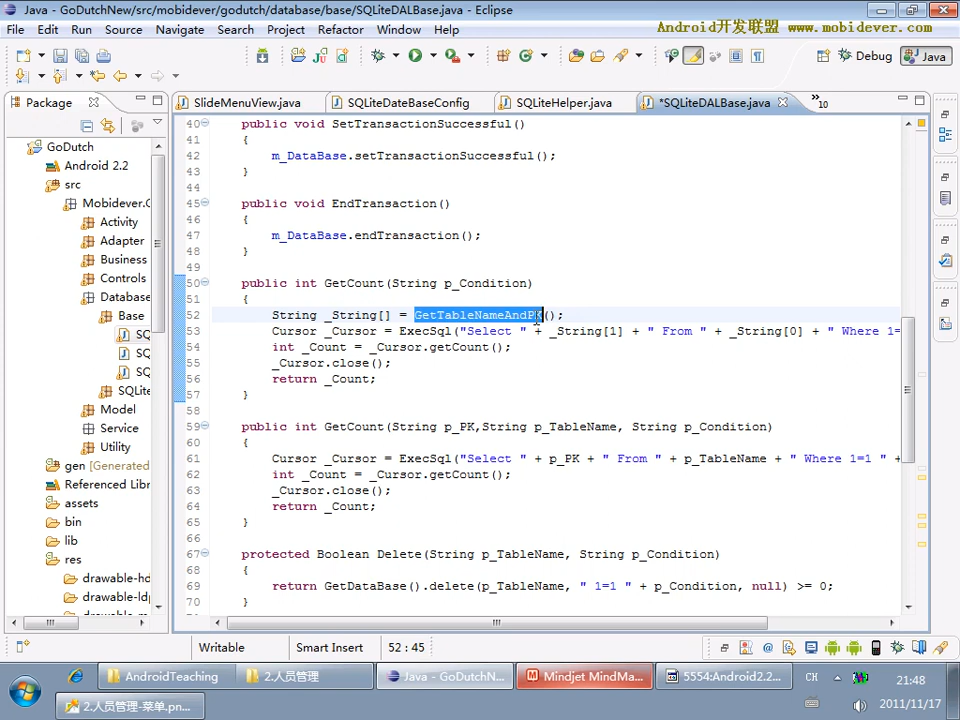 Java - GoDutchNew/src/mobidever/godutch/database/base/SQLiteDALBase.java - Eclipse
File Edit Run Source Navigate Search Project Refactor Window Help
Android开发联盟 www.mobidever.com
Debug Java
Package
SlideMenuView.java SQLiteDateBaseConfig SQLiteHelper.java *SQLiteDALBase.java »10
GoDutch
Android 2.2
src
Mobidever.G
Activity
Adapter
Business
Controls
Database
Base
SQ
SQ
SQ
SQLite
Model
Service
Utility
gen [Generated
Referenced Libr
assets
bin
lib
res
drawable-hd
drawable-ldp
40 public void SetTransactionSuccessful()
41 {
42 m_DataBase.setTransactionSuccessful();
43 }
44
45 public void EndTransaction()
46 {
47 m_DataBase.endTransaction();
48 }
49
50 public int GetCount(String p_Condition)
51 {
52 String _String[] = GetTableNameAndPK();
53 Cursor _Cursor = ExecSql("Select " + _String[1] + " From " + _String[0] + " Where 1=
54 int _Count = _Cursor.getCount();
55 _Cursor.close();
56 return _Count;
57 }
58
59 public int GetCount(String p_PK,String p_TableName, String p_Condition)
60 {
61 Cursor _Cursor = ExecSql("Select " + p_PK + " From " + p_TableName + " Where 1=1 " +
62 int _Count = _Cursor.getCount();
63 _Cursor.close();
64 return _Count;
65 }
66
67 protected Boolean Delete(String p_TableName, String p_Condition)
68 {
69 return GetDataBase().delete(p_TableName, " 1=1 " + p_Condition, null) >= 0;
70 }
Writable Smart Insert 52 : 45
AndroidTeaching 2.人员管理 Java - GoDutchN... Mindjet MindMa... 5554:Android2.2... CH 21:48
2.人员管理-菜单.pn... 2011/11/17